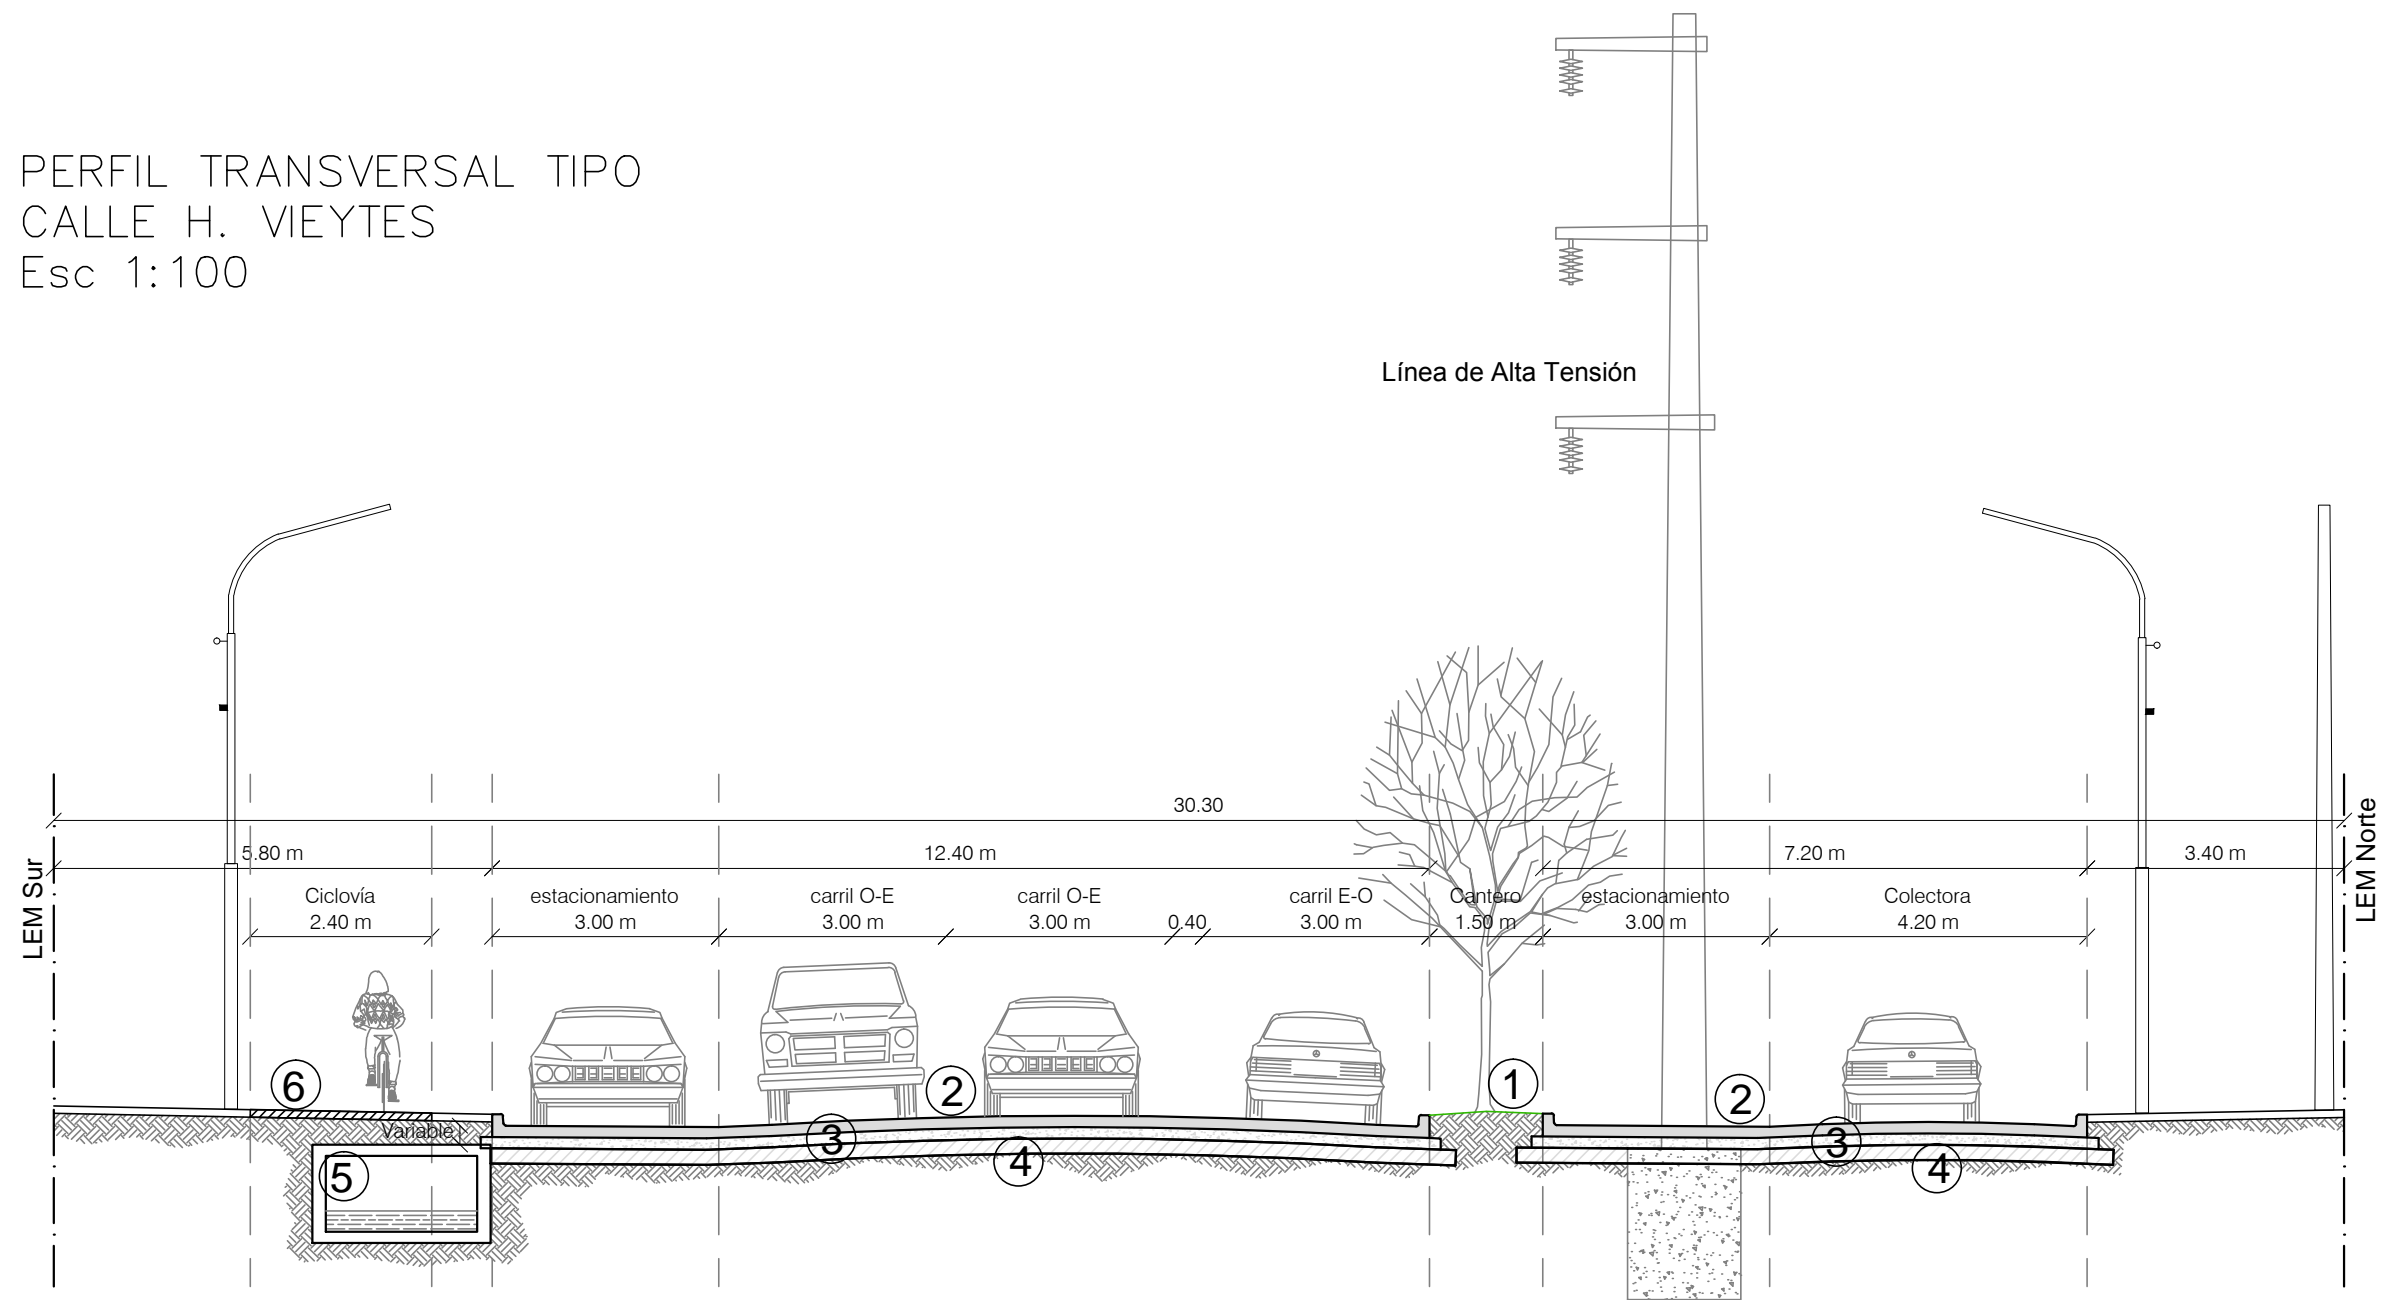 PERFIL TRANSVERSAL TIPO
CALLE H. VIEYTES
Esc 1:100
Línea de Alta Tensión
30.30
5.80 m
12.40 m
7.20 m
3.40 m
LEM Sur
LEM Norte
Ciclovía
2.40 m
estacionamiento
3.00 m
carril O-E
3.00 m
carril O-E
3.00 m
0.40
carril E-O
3.00 m
Cantero
1.50 m
estacionamiento
3.00 m
Colectora
4.20 m
6
2
1
2
Variable
3
3
5
4
4